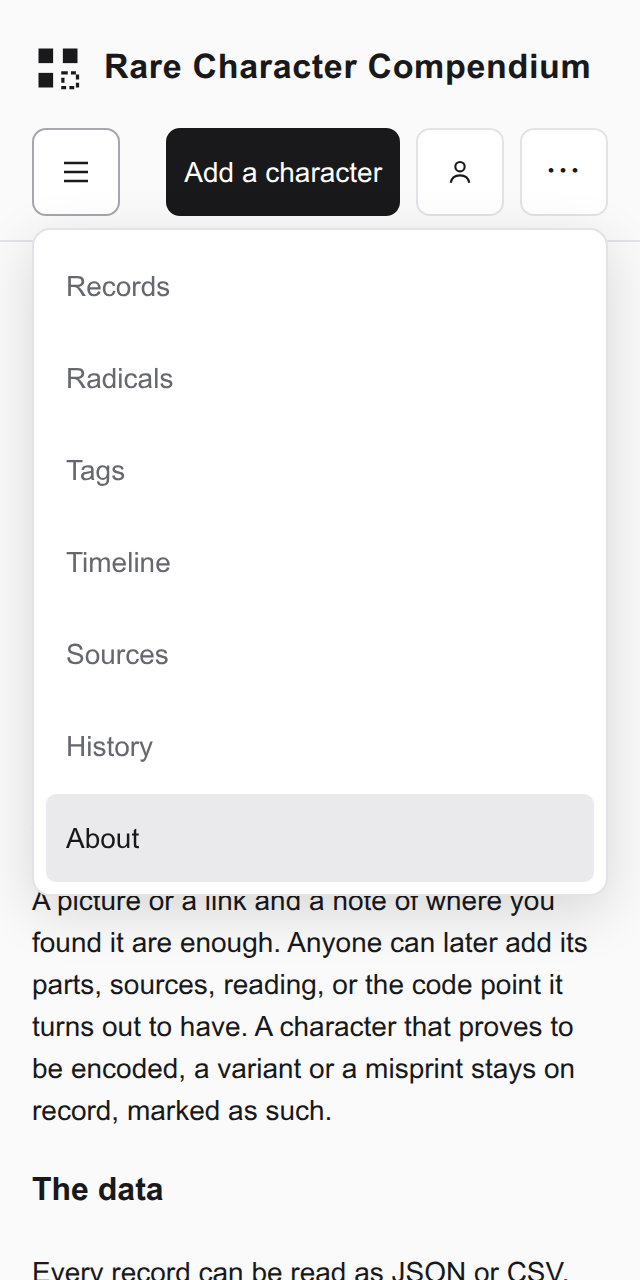 Rare Character Compendium
Add a character
Records
Radicals
Tags
Timeline
Sources
History
About
A picture or a link and a note of where you
found it are enough. Anyone can later add its
parts, sources, reading, or the code point it
turns out to have. A character that proves to
be encoded, a variant or a misprint stays on
record, marked as such.
The data
Every record can be read as JSON or CSV,